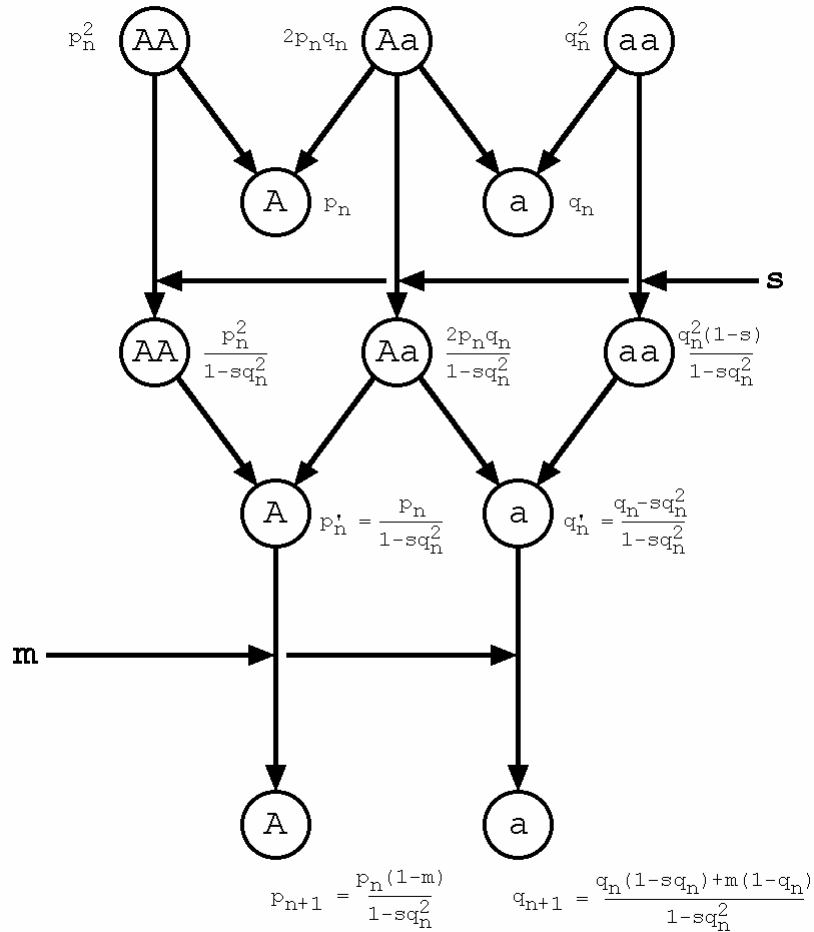 p_n^2 AA 2p_nq_n Aa q_n^2 aa
A p_n a q_n
s
AA p_n^2/(1-sq_n^2) Aa 2p_nq_n/(1-sq_n^2) aa q_n^2(1-s)/(1-sq_n^2)
A p_n' = p_n/(1-sq_n^2) a q_n' = (q_n-sq_n^2)/(1-sq_n^2)
m
A a
p_{n+1} = p_n(1-m)/(1-sq_n^2) q_{n+1} = (q_n(1-sq_n)+m(1-q_n))/(1-sq_n^2)